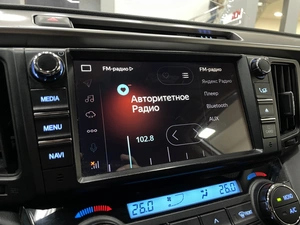 FM-радио
FM-радио
Яндекс.Радио
Авторитетное
Радио
Плеер
Bluetooth
AUX
102.8
MEDIA
MENU
NAVI
26.0
26.0